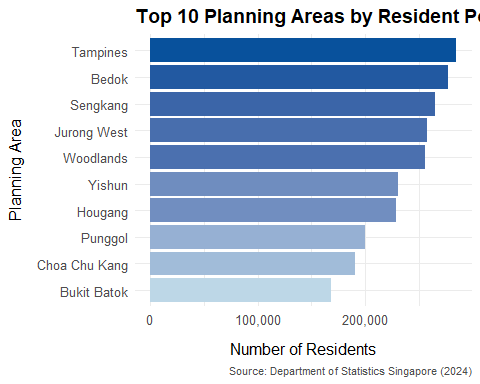 Top 10 Planning Areas by Resident Po
Tampines
Bedok
Sengkang
Jurong West
Woodlands
Yishun
Hougang
Punggol
Choa Chu Kang
Bukit Batok
Planning Area
0
100,000
200,000
Number of Residents
Source: Department of Statistics Singapore (2024)